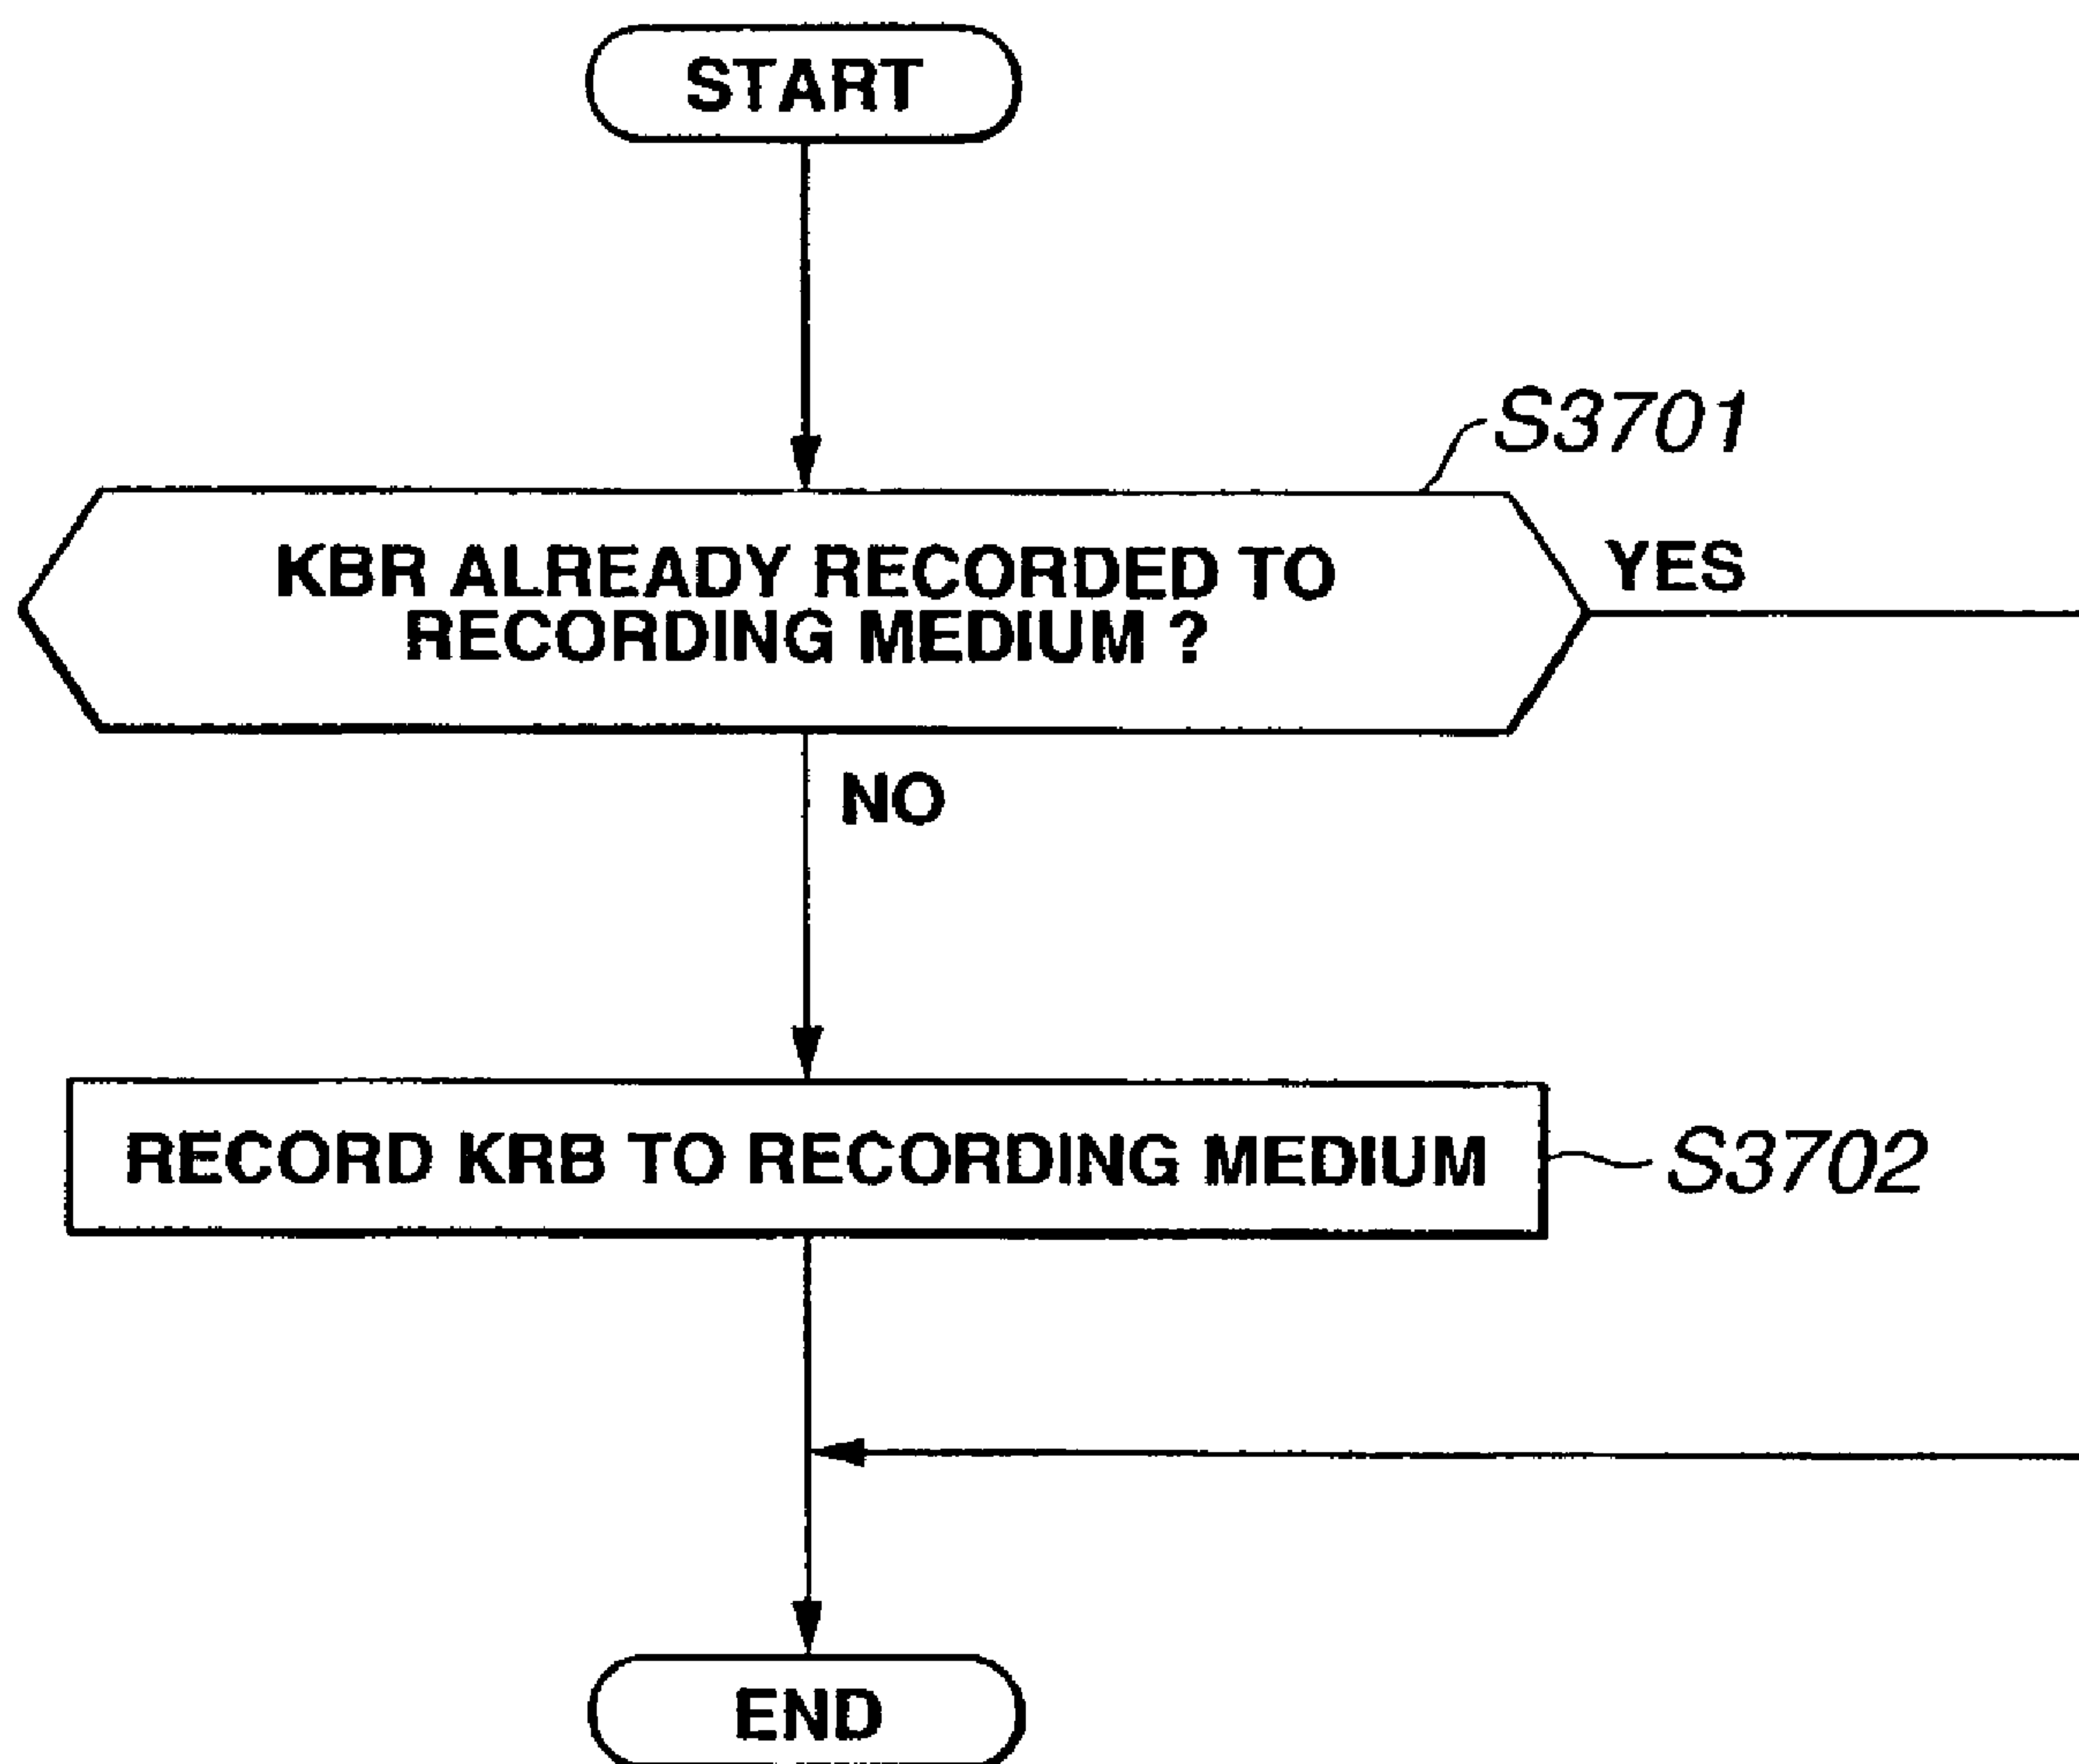 START
S3701
KBR ALREADY RECORDED TO
RECORDING MEDIUM ?
YES
NO
RECORD KRB TO RECORDING MEDIUM
S3702
END